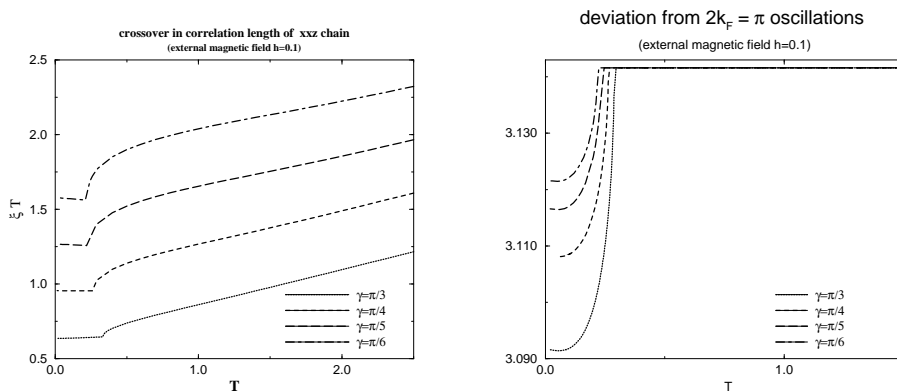 crossover in correlation length of xxz chain
(external magnetic field h=0.1)
2.5
2.0
1.5
1.0
0.5
ξ T
0.0
1.0
2.0
T
γ=π/3
γ=π/4
γ=π/5
γ=π/6
deviation from 2k_F = π oscillations
(external magnetic field h=0.1)
3.130
3.110
3.090
0.0
1.0
T
γ=π/3
γ=π/4
γ=π/5
γ=π/6